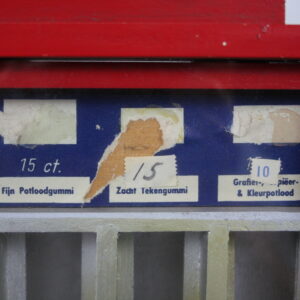 15 ct.
Fijn Potloodgummi
15
Zacht Tekengummi
10
& Kleurpotlood